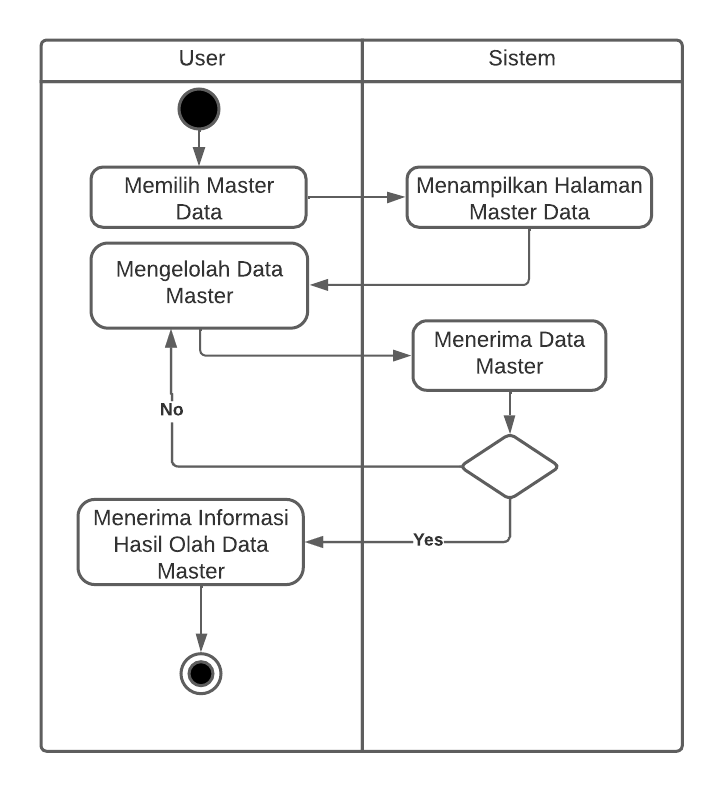 User
Sistem
Memilih Master
Data
Menampilkan Halaman
Master Data
Mengelolah Data
Master
Menerima Data
Master
No
Menerima Informasi
Hasil Olah Data
Master
Yes